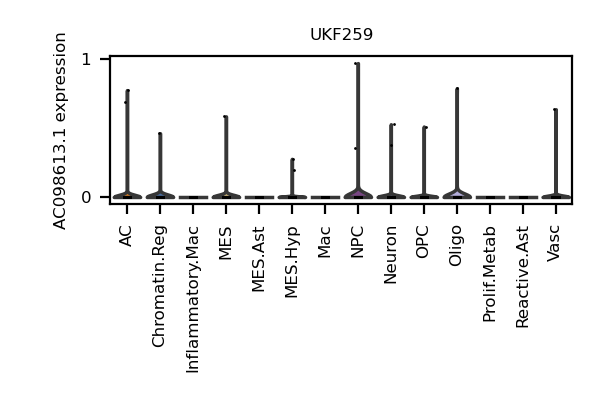 UKF259
AC098613.1 expression
1
0
AC
Chromatin.Reg
Inflammatory.Mac
MES
MES.Ast
MES.Hyp
Mac
NPC
Neuron
OPC
Oligo
Prolif.Metab
Reactive.Ast
Vasc